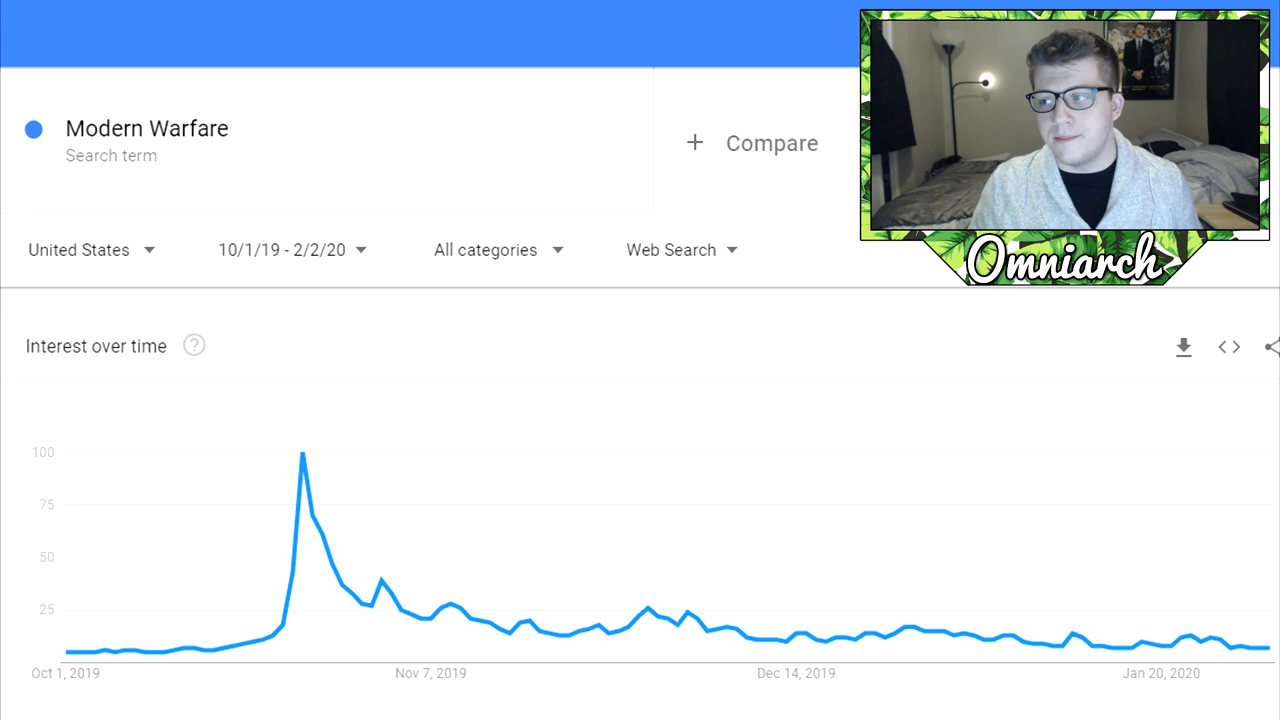 Modern Warfare
Search term
+ Compare
United States
10/1/19 - 2/2/20
All categories
Web Search
Omniarch
Interest over time ?
100
75
50
25
Oct 1, 2019
Nov 7, 2019
Dec 14, 2019
Jan 20, 2020